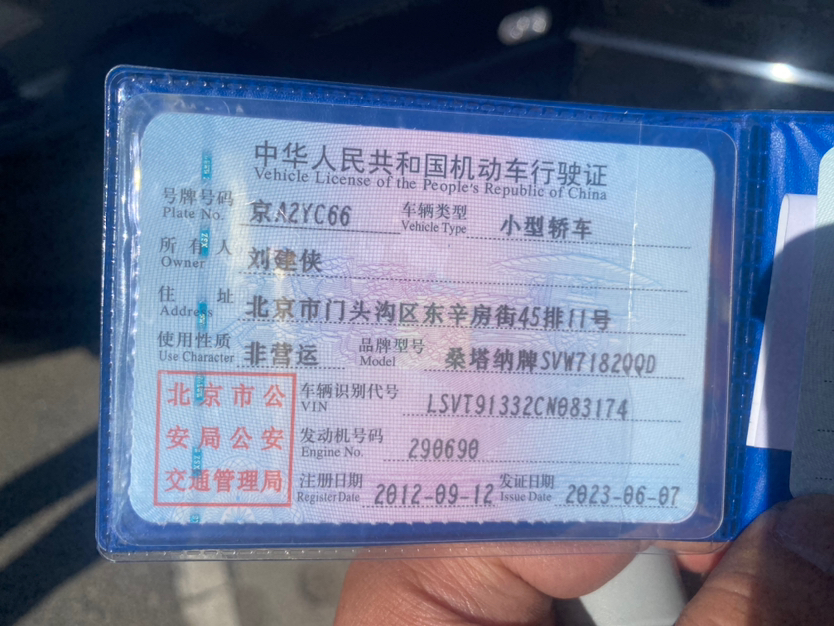 中华人民共和国机动车行驶证
Vehicle License of the People's Republic of China
号牌号码 京A2YC66 车辆类型 小型轿车
Plate No. Vehicle Type
所有人 刘建侠
Owner
住址 北京市门头沟区东辛房街45排11号
Address
使用性质 非营运 品牌型号 桑塔纳牌SVW7182QQD
Use Character Model
北京市公
安局公安
交通管理局
车辆识别代号 LSVT91332CN083174
VIN
发动机号码 290690
Engine No.
注册日期 2012-09-12 发证日期 2023-06-07
Register Date Issue Date